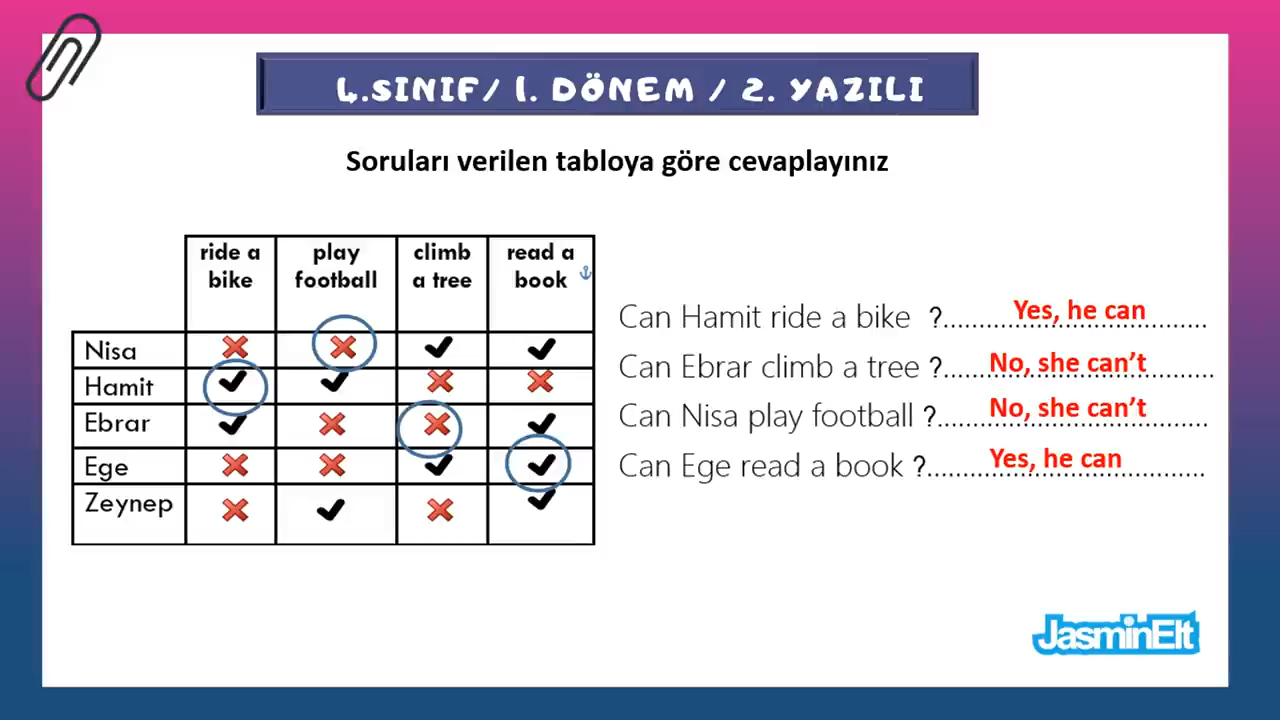 4.SINIF/ 1. DÖNEM / 2. YAZILI
Soruları verilen tabloya göre cevaplayınız
ride a bike play football climb a tree read a book
Nisa ✗ ✗ ✓ ✓
Hamit ✓ ✓ ✗ ✗
Ebrar ✓ ✗ ✗ ✓
Ege ✗ ✗ ✓ ✓
Zeynep ✗ ✓ ✗ ✓
Can Hamit ride a bike ?.......... Yes, he can
Can Ebrar climb a tree ?.......... No, she can’t
Can Nisa play football ?.......... No, she can’t
Can Ege read a book ?.......... Yes, he can
JasminElt